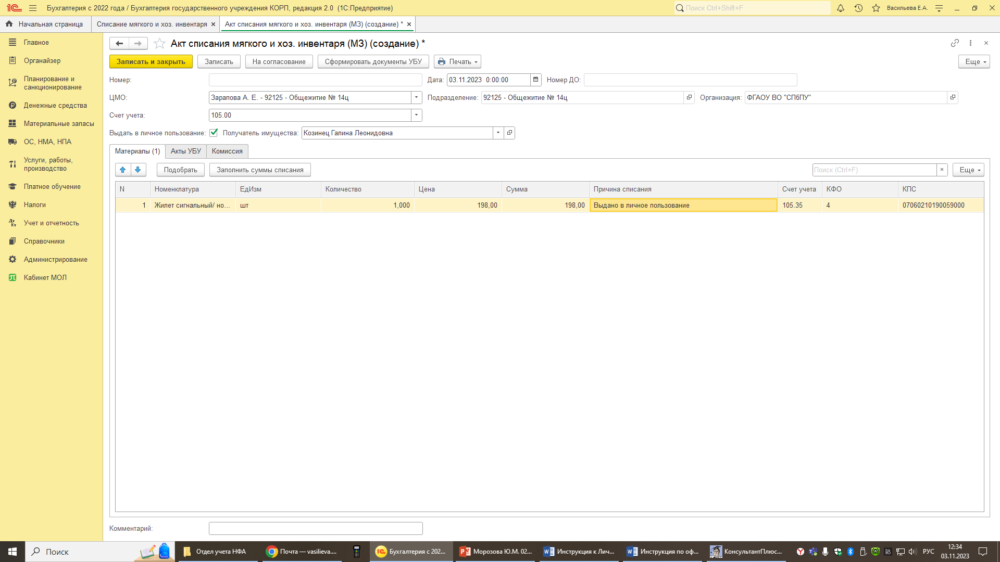 Бухгалтерия с 2022 года / Бухгалтерия государственного учреждения КОРП, редакция 2.0 (1С:Предприятие)
Поиск Ctrl+Shift+F
Васильева Е.А.
Начальная страница
Списание мягкого и хоз. инвентаря ×
Акт списания мягкого и хоз. инвентаря (МЗ) (создание) * ×
Главное
Органайзер
Планирование и
санкционирование
Денежные средства
Материальные запасы
ОС, НМА, НПА
Услуги, работы,
производство
Платное обучение
Налоги
Учет и отчетность
Справочники
Администрирование
Кабинет МОЛ
Акт списания мягкого и хоз. инвентаря (МЗ) (создание) *
Записать и закрыть
Записать
На согласование
Сформировать документы УБУ
Печать
Еще
Номер:
Дата: 03.11.2023 0:00:00
Номер ДО:
ЦМО: Зарапова А. Е. - 92125 - Общежитие № 14ц
Подразделение: 92125 - Общежитие № 14ц
Организация: ФГАОУ ВО "СПбПУ"
Счет учета: 105.00
Выдать в личное пользование:
Получатель имущества: Козинец Галина Леонидовна
Материалы (1)
Акты УБУ
Комиссия
Подобрать
Заполнить суммы списания
Поиск (Ctrl+F)
×
Еще
N Номенклатура ЕдИзм Количество Цена Сумма Причина списания Счет учета КФО КПС
1 Жилет сигнальный/ но... шт 1,000 198,00 198,00 Выдано в личное пользование 105.35 4 07060210190059000
Комментарий:
Поиск
Отдел учета НФА
Почта — vasilieva....
Бухгалтерия с 202...
Морозова Ю.М. 02...
Инструкция к Лич...
Инструкция по оф...
КонсультантПлюс...
РУС
12:34
03.11.2023